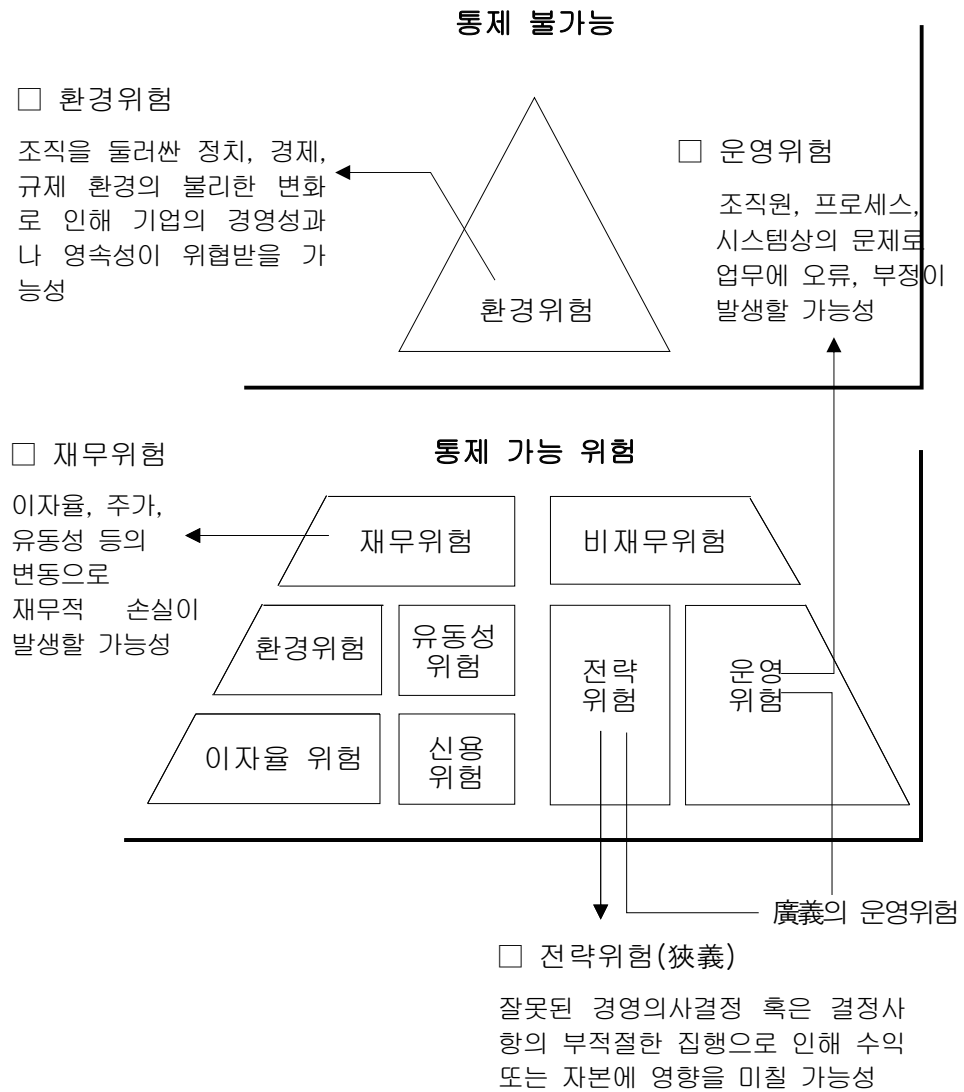 통제 불가능
□ 환경위험
조직을 둘러싼 정치, 경제,
규제 환경의 불리한 변화
로 인해 기업의 경영성과
나 영속성이 위협받을 가
능성
환경위험
□ 운영위험
조직원, 프로세스,
시스템상의 문제로
업무에 오류, 부정이
발생할 가능성
□ 재무위험
이자율, 주가,
유동성 등의
변동으로
재무적 손실이
발생할 가능성
통제 가능 위험
재무위험
비재무위험
환경위험
유동성
위험
전략
위험
운영
위험
이자율 위험
신용
위험
廣義의 운영위험
□ 전략위험(狹義)
잘못된 경영의사결정 혹은 결정사
항의 부적절한 집행으로 인해 수익
또는 자본에 영향을 미칠 가능성